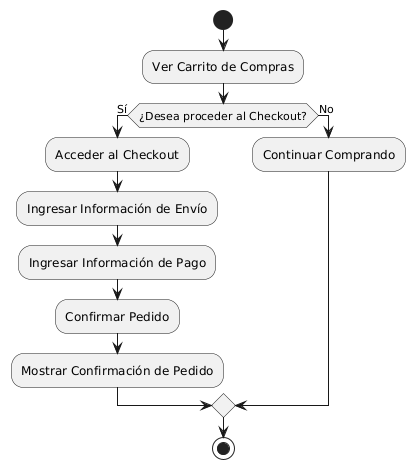 Ver Carrito de Compras
¿Desea proceder al Checkout?
Sí
No
Acceder al Checkout
Continuar Comprando
Ingresar Información de Envío
Ingresar Información de Pago
Confirmar Pedido
Mostrar Confirmación de Pedido